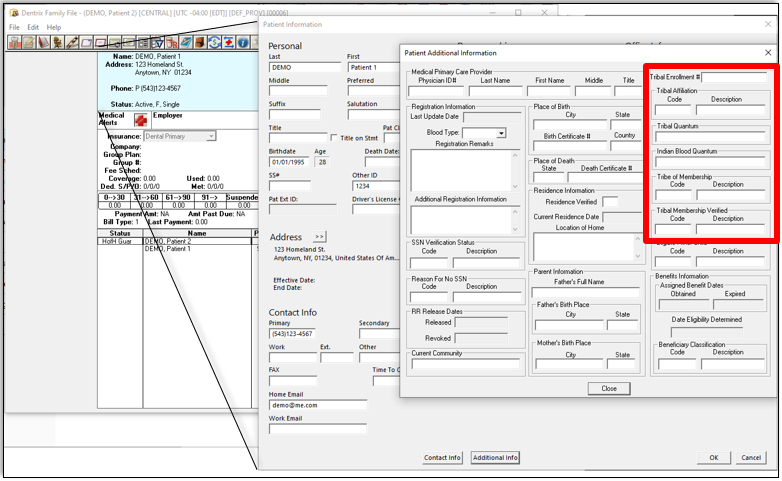 Dentrix Family File - (DEMO, Patient 2) [CENTRAL] [UTC -04:00 [EDT]] [DEF_PROV] (00006)
File Edit Help
Name: DEMO, Patient 1
Address: 123 Homeland St.
Anytown, NY 01234
Phone: P (543)123-4567
Status: Active, F, Single
Medical Alerts
Employer
Insurance: Dental Primary
Company:
Group Plan:
Group #:
Fee Sched:
Coverage: 0.00 Used: 0.00
Ded. S/P/O: 0/0/0 Met: 0/0/0
0-->30 31-->60 61-->90 91--> Suspende
0.00 0.00 0.00 0.00
Payment Amt: NA Amt Past Due: NA
Bill Type: 1 Last Payment: 0.00
Status Name P
HofH Guar DEMO, Patient 2
DEMO, Patient 1
Patient Information
Personal
Last First
DEMO Patient 1
Middle Preferred
Suffix Salutation
Title Title on Stmt Pat Cl
Birthdate Age Death Date:
01/01/1995 28
SS# Other ID
1234
Pat Ext ID: Driver's License
Address >>
123 Homeland St.
Anytown, NY, 01234, United States Of Am...
Effective Date:
End Date:
Contact Info
Primary Secondary
(543)123-4567
Work Ext. Other
FAX Time To C
Home Email
demo@me.com
Work Email
Contact Info Additional Info OK Cancel
Patient Additional Information
Medical Primary Care Provider
Physician ID# Last Name First Name Middle Title
Registration Information
Last Update Date
Blood Type:
Registration Remarks
Additional Registration Information
SSN Verification Status
Code Description
Reason For No SSN
Code Description
RR Release Dates
Released
Revoked
Current Community
Place of Birth
City State
Birth Certificate # Country
Place of Death
State Death Certificate #
Residence Information
Residence Verified
Current Residence Date
Location of Home
Parent Information
Father's Full Name
Father's Birth Place
City State
Mother's Birth Place
City State
Tribal Enrollment #
Tribal Affiliation
Code Description
Tribal Quantum
Indian Blood Quantum
Tribe of Membership
Code Description
Tribal Membership Verified
Code Description
Benefits Information
Assigned Benefit Dates
Obtained Expired
Date Eligibility Determined
Beneficiary Classification
Code Description
Close